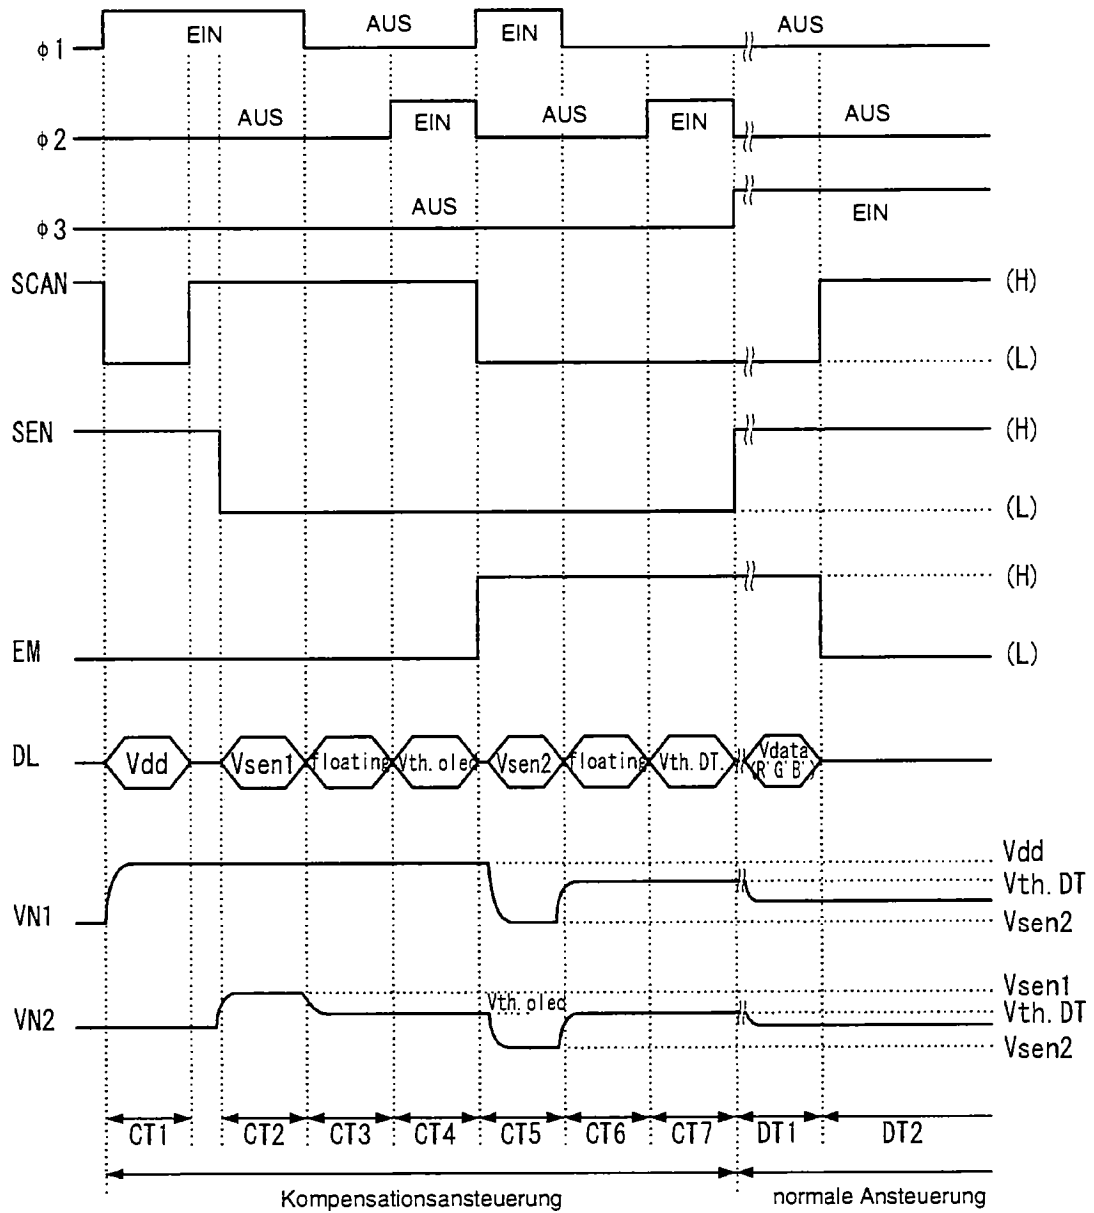 EIN AUS EIN AUS
φ1
AUS EIN AUS EIN AUS
φ2
AUS EIN
φ3
SCAN (H)
(L)
SEN (H)
(L)
(H)
EM (L)
DL Vdd Vsen1 floating Vth.oled Vsen2 floating Vth.DT. Vdata
(R'G'B')
Vdd
Vth.DT
VN1 Vsen2
Vsen1
Vth.oled Vth.DT
VN2 Vsen2
CT1 CT2 CT3 CT4 CT5 CT6 CT7 DT1 DT2
Kompensationsansteuerung normale Ansteuerung